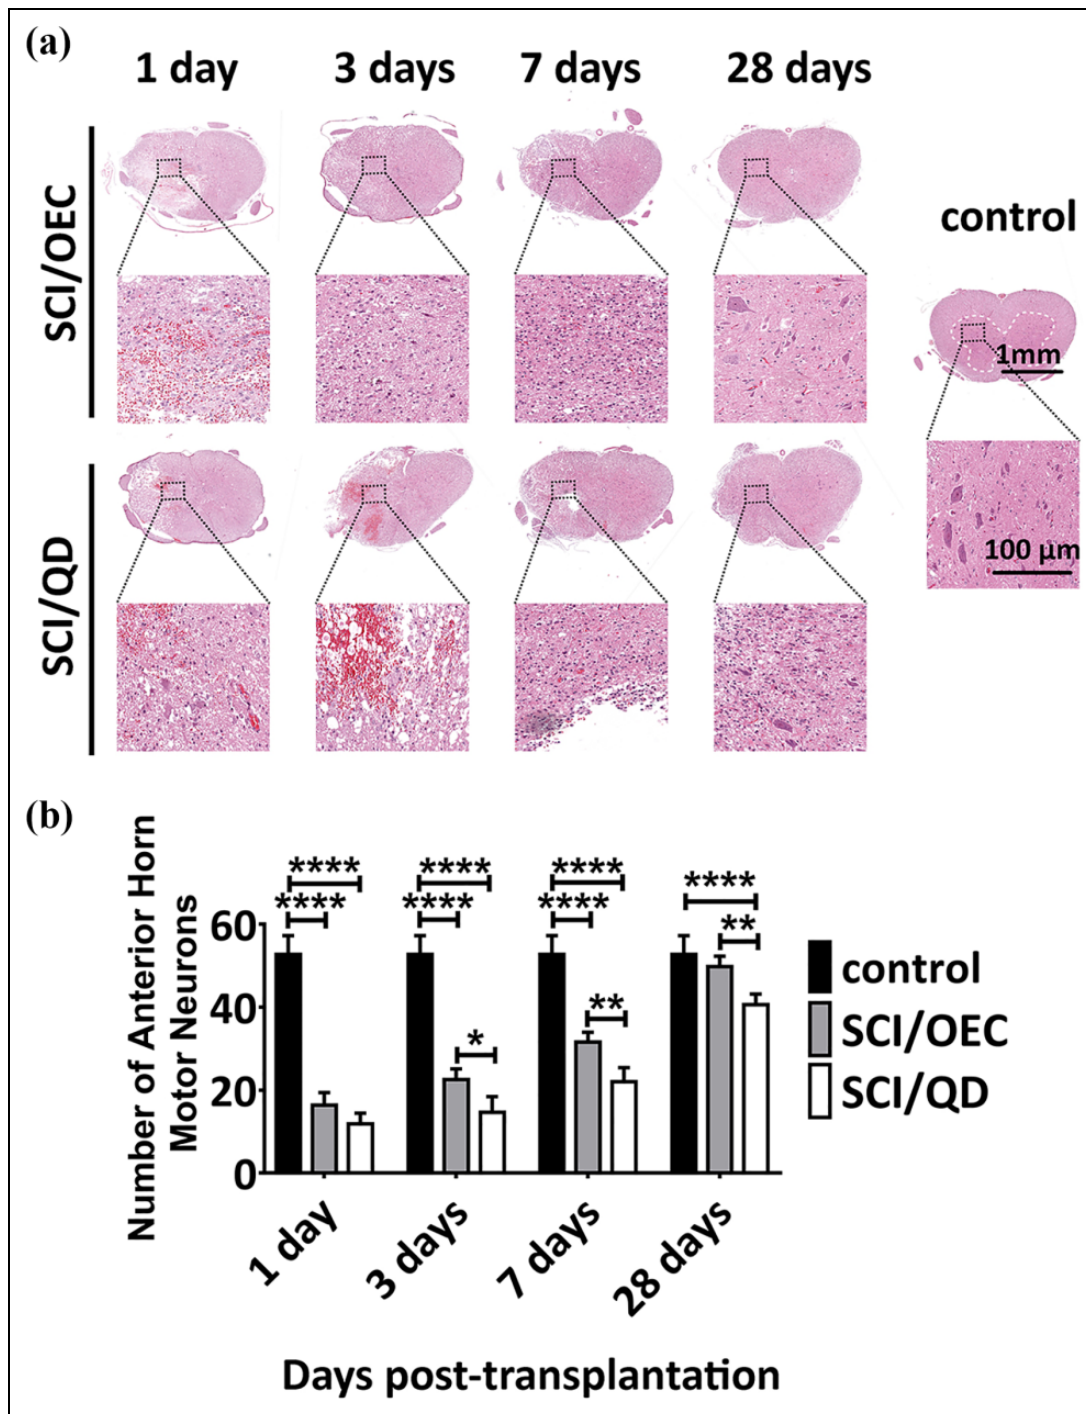 (a)
1 day 3 days 7 days 28 days
SCI/OEC
control
1mm
SCI/QD
100 µm
(b)
Number of Anterior Horn
Motor Neurons
60
40
20
0
**** **** **** ****
**** **** **** **
* **
control
SCI/OEC
SCI/QD
1 day 3 days 7 days 28 days
Days post-transplantation